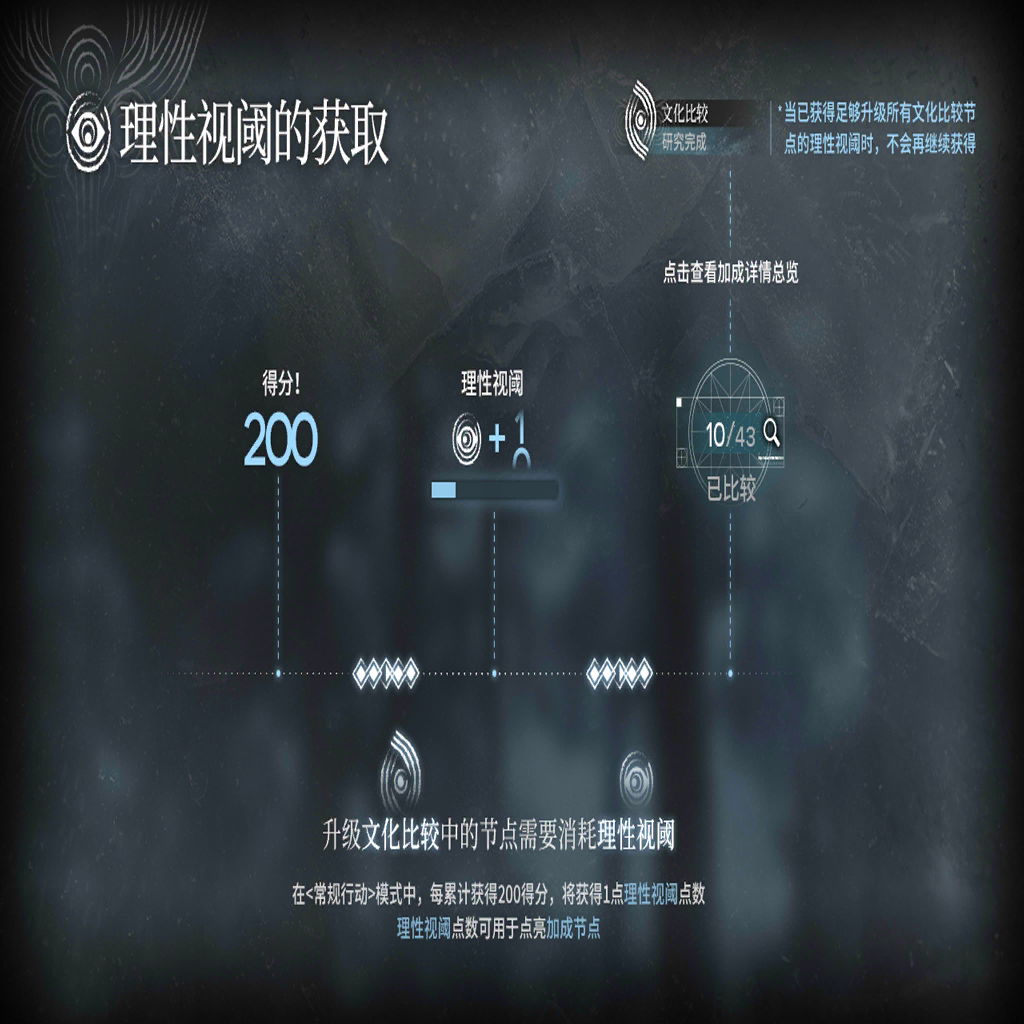 理性视阈的获取
文化比较
研究完成
*当已获得足够升级所有文化比较节
点的理性视阈时，不会再继续获得
点击查看加成详情总览
得分！
200
理性视阈
+1
10/43
已比较
升级文化比较中的节点需要消耗理性视阈
在<常规行动>模式中，每累计获得200得分，将获得1点理性视阈点数
理性视阈点数可用于点亮加成节点